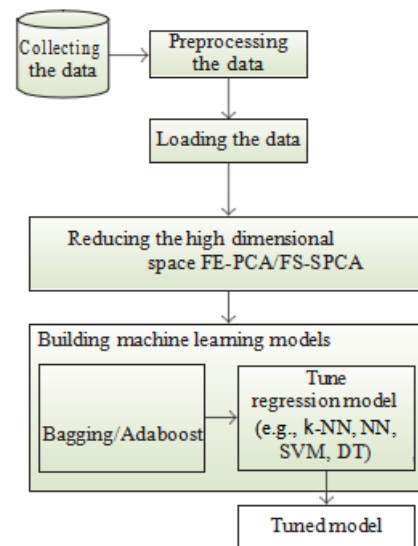 Collecting
the data
Preprocessing
the data
Loading the data
Reducing the high dimensional
space FE-PCA/FS-SPCA
Building machine learning models
Bagging/Adaboost
Tune
regression model
(e.g., k-NN, NN,
SVM, DT)
Tuned model